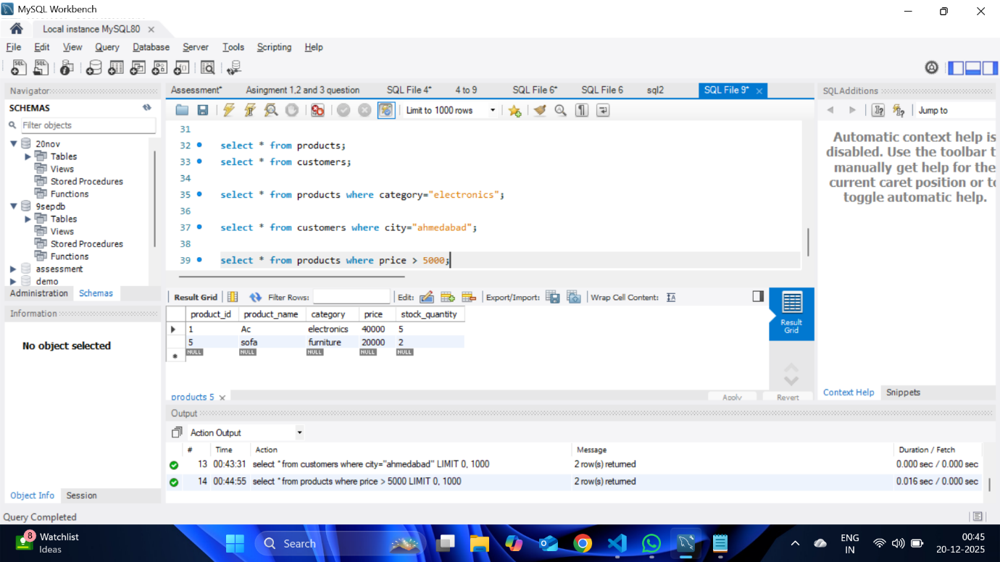 MySQL Workbench
Local instance MySQL80
File Edit View Query Database Server Tools Scripting Help
Navigator
SCHEMAS
Filter objects
20nov
Tables
Views
Stored Procedures
Functions
9sepdb
Tables
Views
Stored Procedures
Functions
assessment
demo
Administration Schemas
Information
No object selected
Object Info Session
Query Completed
Assessment* Asingment 1,2 and 3 question SQL File 4* 4 to 9 SQL File 6* SQL File 6 sql2 SQL File 9*
Limit to 1000 rows
31
32 select * from products;
33 select * from customers;
34
35 select * from products where category="electronics";
36
37 select * from customers where city="ahmedabad";
38
39 select * from products where price > 5000;
Result Grid Filter Rows: Edit: Export/Import: Wrap Cell Content: IA
product_id product_name category price stock_quantity
1 Ac electronics 40000 5
5 sofa furniture 20000 2
NULL NULL NULL NULL NULL
Result
Grid
products 5 Apply Revert
Output
Action Output
# Time Action Message Duration / Fetch
13 00:43:31 select * from customers where city="ahmedabad" LIMIT 0, 1000 2 row(s) returned 0.000 sec / 0.000 sec
14 00:44:55 select * from products where price > 5000 LIMIT 0, 1000 2 row(s) returned 0.016 sec / 0.000 sec
SQLAdditions
Jump to
Automatic context help is
disabled. Use the toolbar t
manually get help for the
current caret position or to
toggle automatic help.
Context Help Snippets
8
Watchlist
Ideas
Search
ENG
IN
00:45
20-12-2025